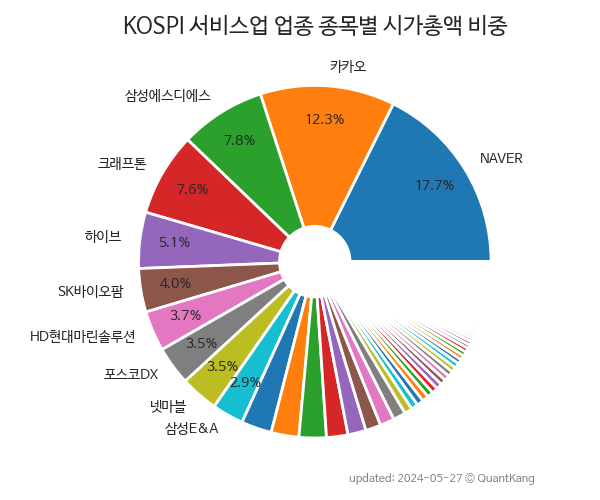 KOSPI 서비스업 업종 종목별 시가총액 비중
카카오
12.3%
삼성에스디에스
7.8%
NAVER
17.7%
크래프톤
7.6%
하이브
5.1%
SK바이오팜
4.0%
HD현대마린솔루션
3.7%
포스코DX
3.5%
넷마블
3.5%
삼성E&A
2.9%
updated: 2024-05-27 © QuantKang